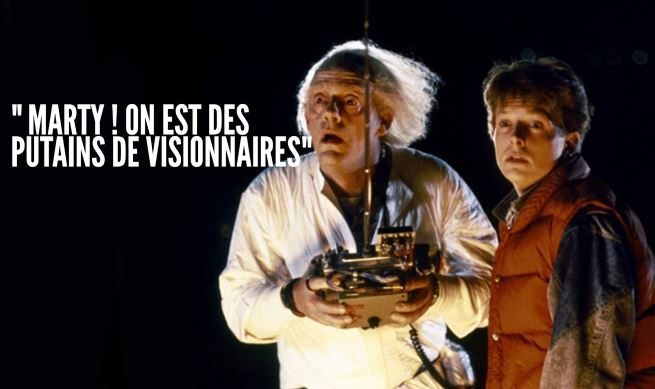 " MARTY ! ON EST DES
PUTAINS DE VISIONNAIRES"